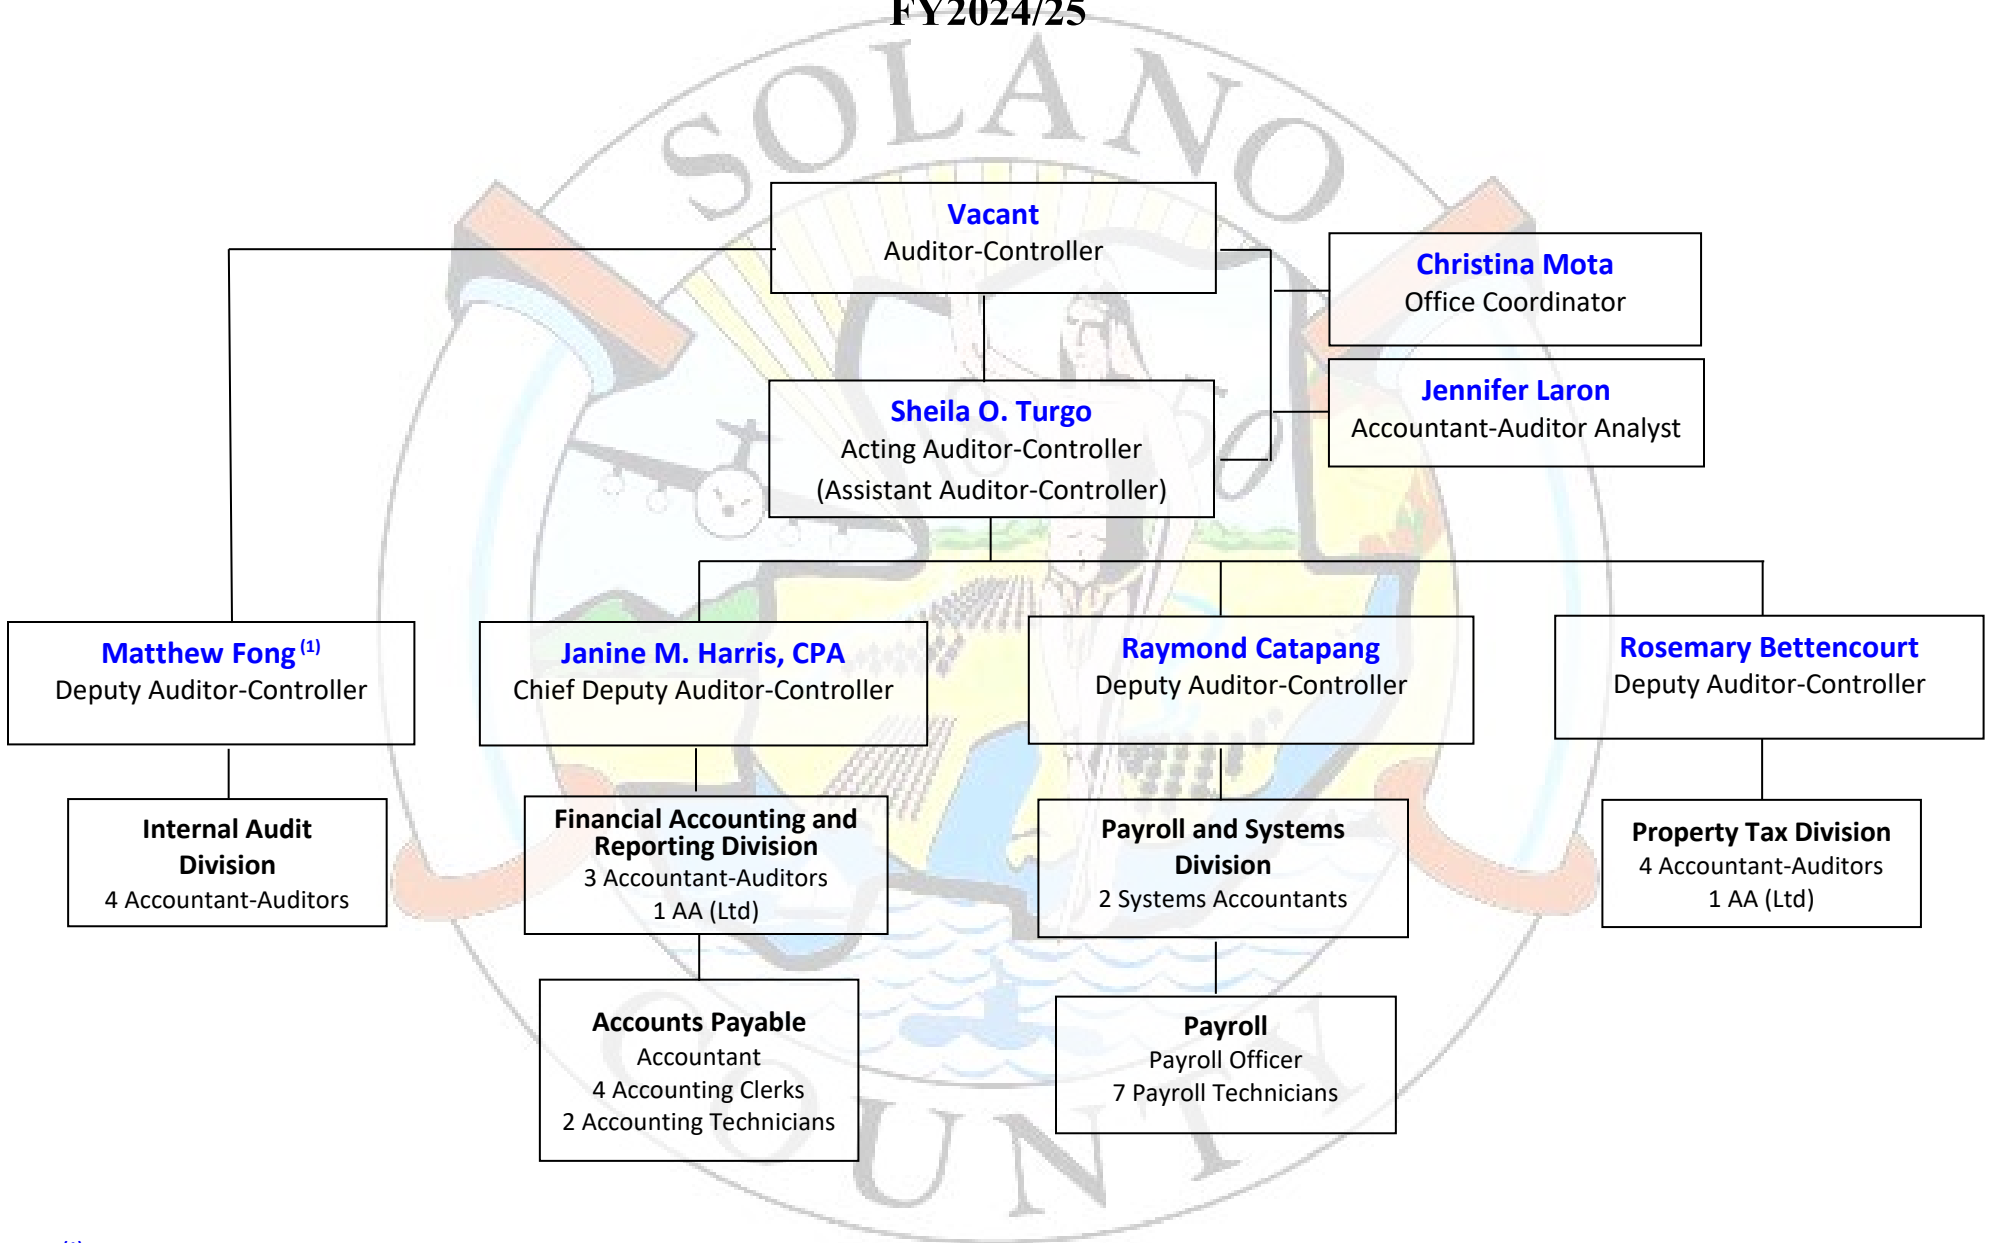 FY2024/25
SOLANO
Vacant
Auditor-Controller
Christina Mota
Office Coordinator
Jennifer Laron
Accountant-Auditor Analyst
Sheila O. Turgo
Acting Auditor-Controller
(Assistant Auditor-Controller)
1850
Matthew Fong (1)
Deputy Auditor-Controller
Janine M. Harris, CPA
Chief Deputy Auditor-Controller
Raymond Catapang
Deputy Auditor-Controller
Rosemary Bettencourt
Deputy Auditor-Controller
Internal Audit
Division
4 Accountant-Auditors
Financial Accounting and
Reporting Division
3 Accountant-Auditors
1 AA (Ltd)
Payroll and Systems
Division
2 Systems Accountants
Property Tax Division
4 Accountant-Auditors
1 AA (Ltd)
Accounts Payable
Accountant
4 Accounting Clerks
2 Accounting Technicians
Payroll
Payroll Officer
7 Payroll Technicians
COUNTY